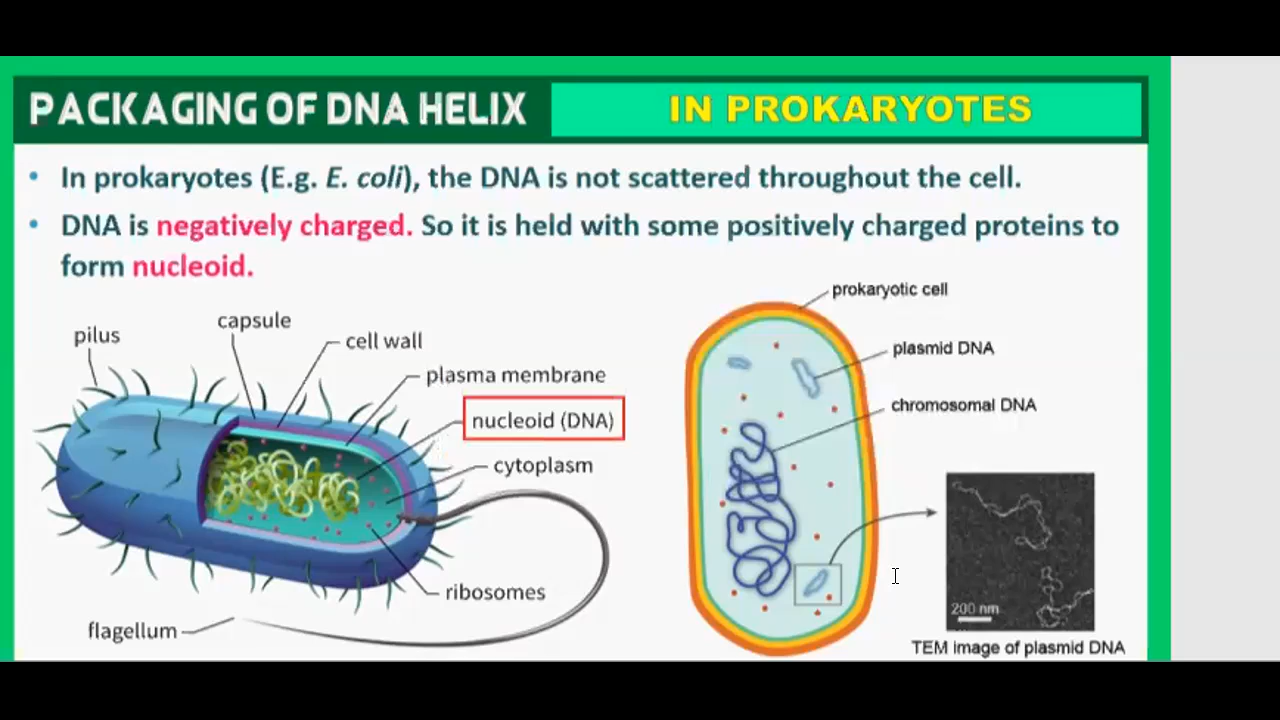 PACKAGING OF DNA HELIX
IN PROKARYOTES
• In prokaryotes (E.g. E. coli), the DNA is not scattered throughout the cell.
• DNA is negatively charged. So it is held with some positively charged proteins to
form nucleoid.
pilus
capsule
cell wall
plasma membrane
nucleoid (DNA)
cytoplasm
ribosomes
flagellum
prokaryotic cell
plasmid DNA
chromosomal DNA
200 nm
TEM image of plasmid DNA